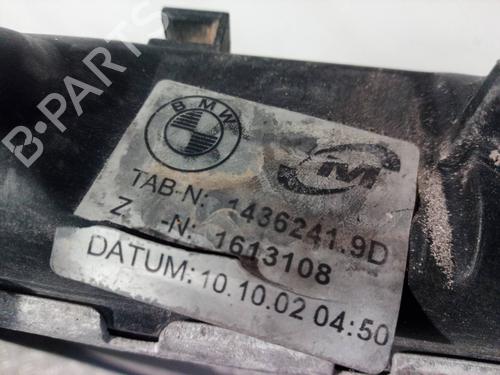 B-Parts
BMW
M
TAB-N: 1436241.9D
Z -N: 1613108
DATUM: 10.10.02 04:50